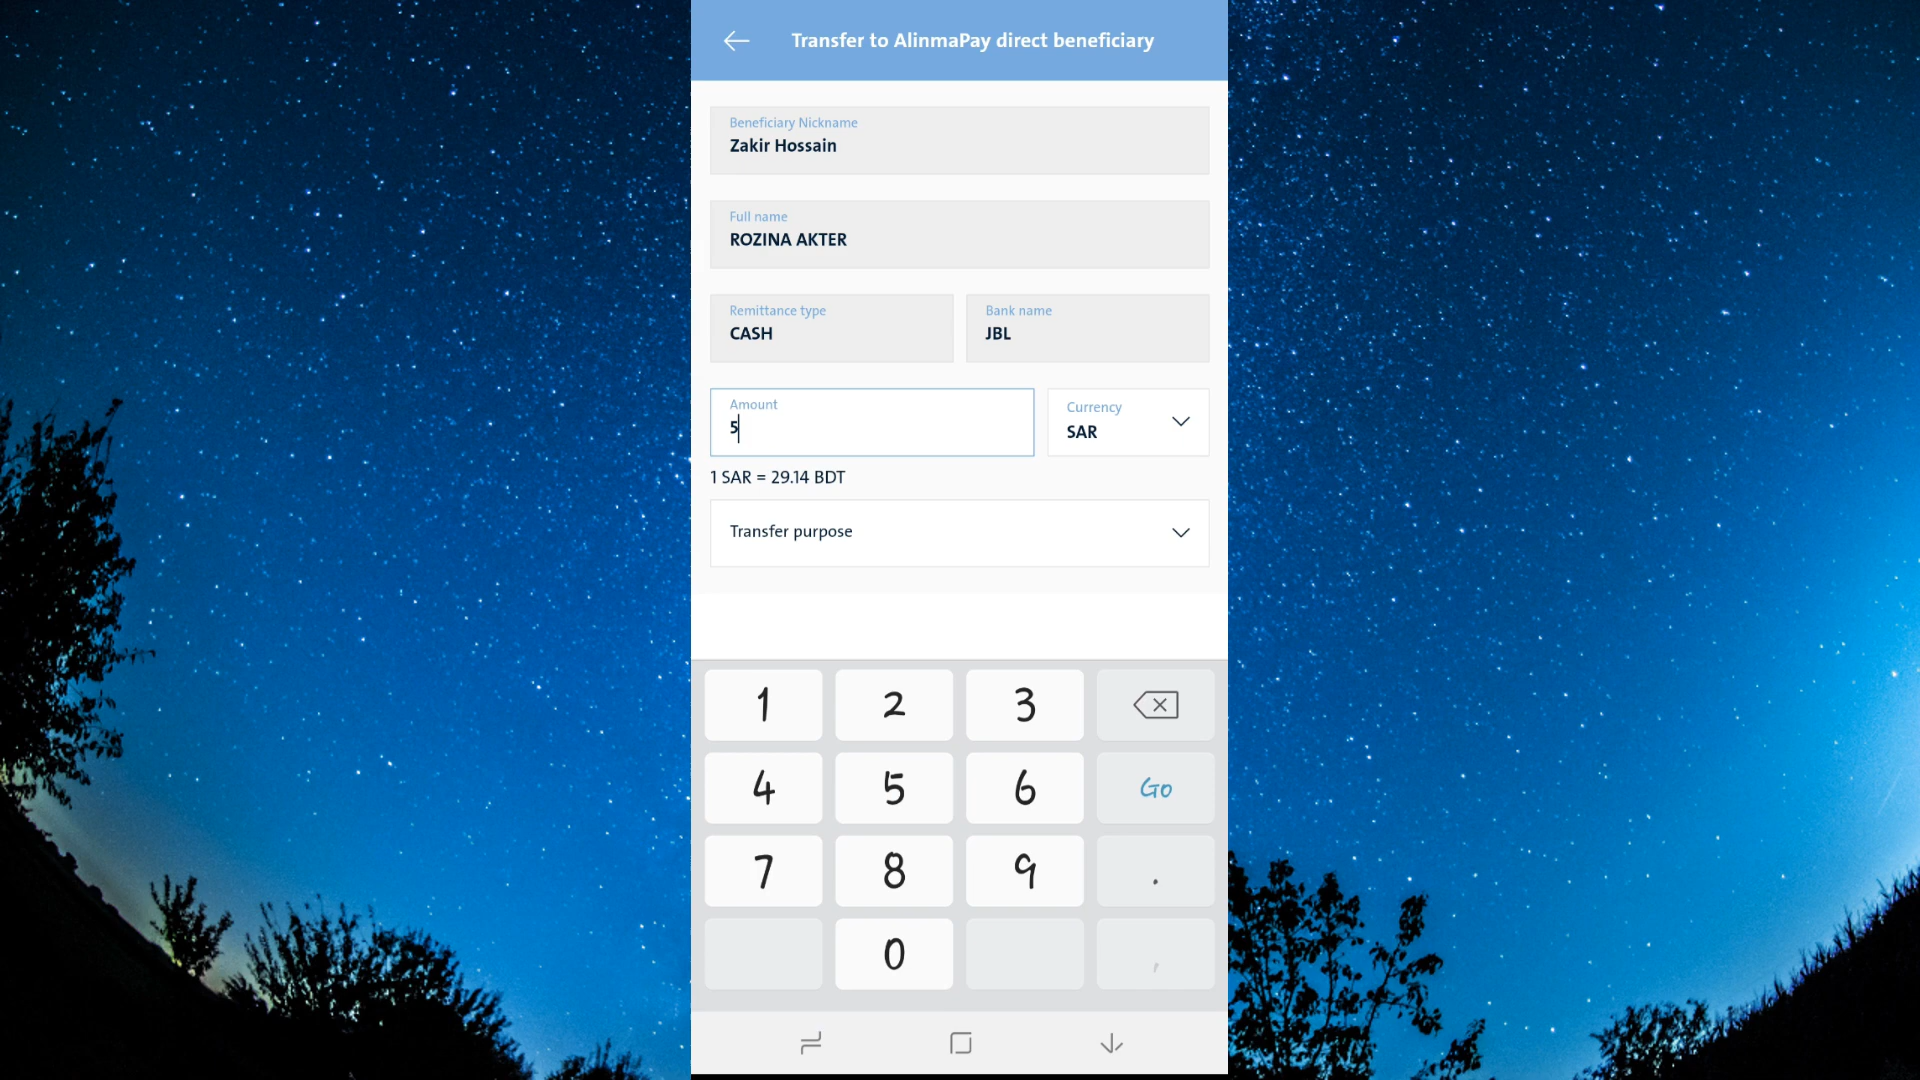 Transfer to AlinmaPay direct beneficiary
Beneficiary Nickname
Zakir Hossain
Full name
ROZINA AKTER
Remittance type
CASH
Bank name
JBL
Amount
5
Currency
SAR
1 SAR = 29.14 BDT
Transfer purpose
1 2 3
4 5 6 Go
7 8 9 .
0 ,